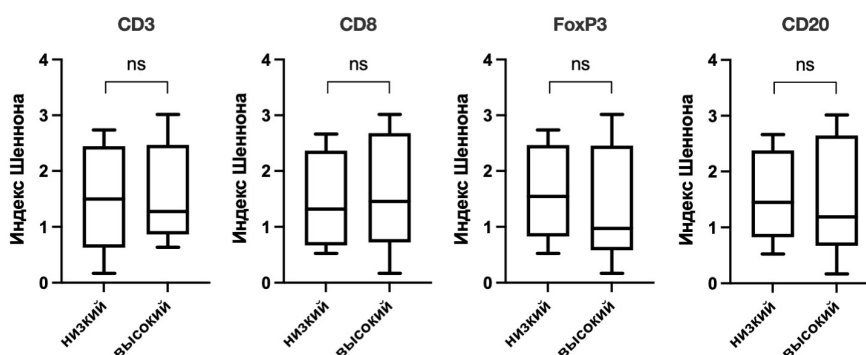 CD3
ns
Индекс Шеннона
4
3
2
1
0
низкий
высокий
CD8
ns
Индекс Шеннона
4
3
2
1
0
низкий
высокий
FoxP3
ns
Индекс Шеннона
4
3
2
1
0
низкий
высокий
CD20
ns
Индекс Шеннона
4
3
2
1
0
низкий
высокий